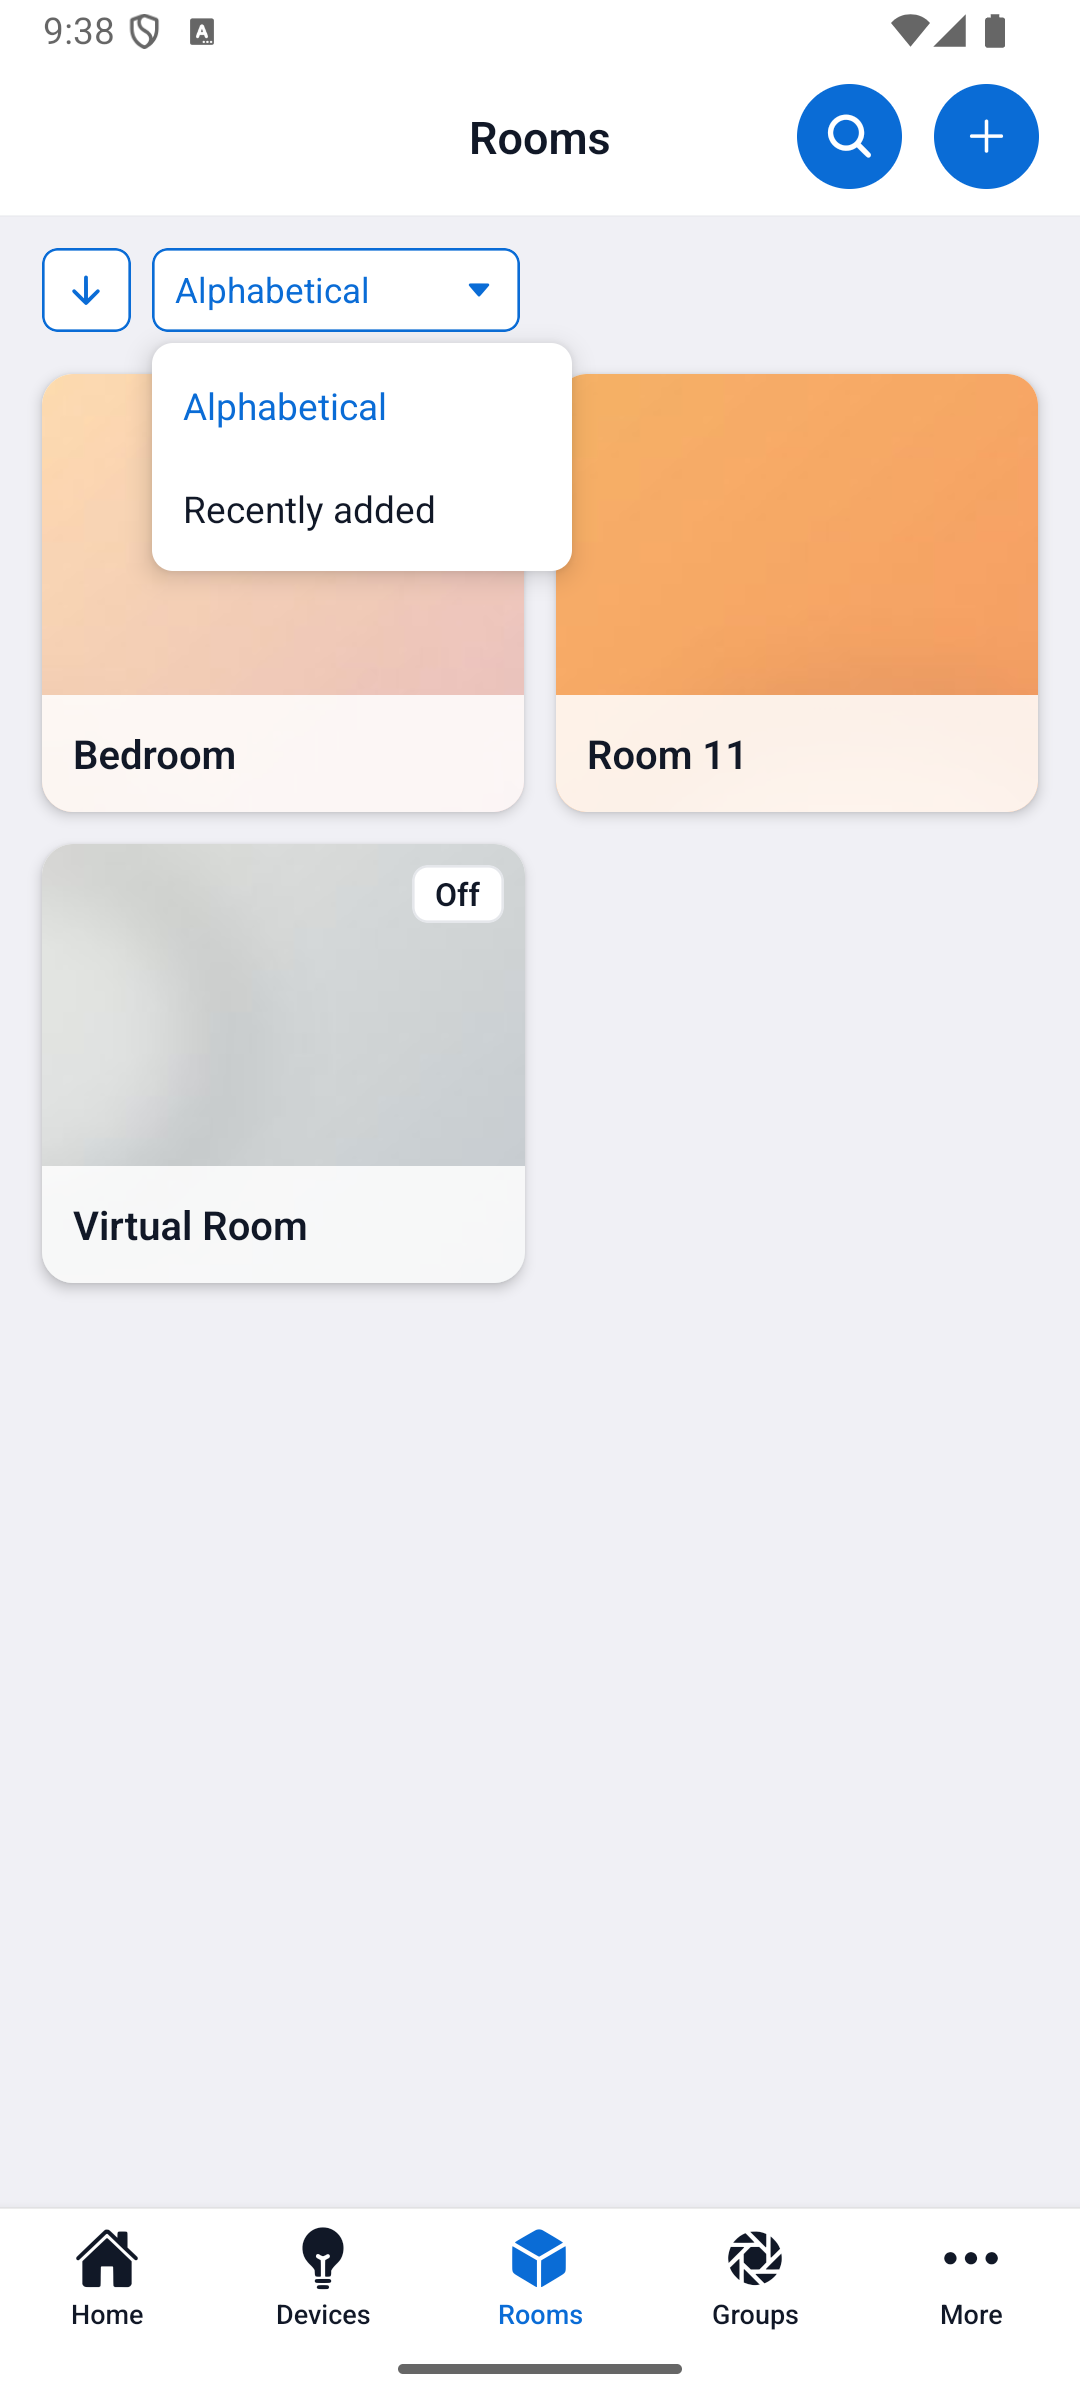 9:38
Rooms
Alphabetical
Alphabetical
Recently added
Bedroom
Room 11
Off
Virtual Room
Home
Devices
Rooms
Groups
More